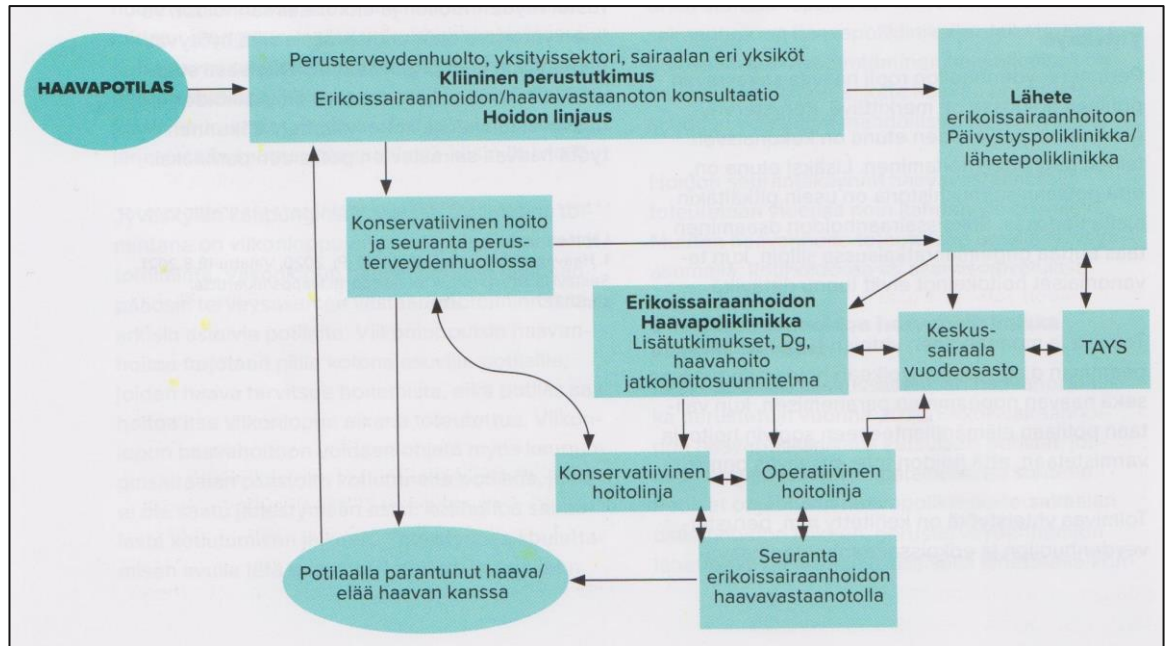 HAAVAPOTILAS
Perusterveydenhuolto, yksityissektori, sairaalan eri yksiköt
Kliininen perustutkimus
Erikoissairaanhoidon/haavavastaanoton konsultaatio
Hoidon linjaus
Lähete
erikoissairaanhoitoon
Päivystyspoliklinikka/
lähetepoliklinikka
Konservatiivinen hoito
ja seuranta perus-
terveydenhuollossa
Erikoissairaanhoidon
Haavapoliklinikka
Lisätutkimukset, Dg,
haavahoito
jatkohoitosuunnitelma
Keskus-
sairaala
vuodeosasto
TAYS
Konservatiivinen
hoitolinja
Operatiivinen
hoitolinja
Potilaalla parantunut haava/
elää haavan kanssa
Seuranta
erikoissairaanhoidon
haavavastaanotolla